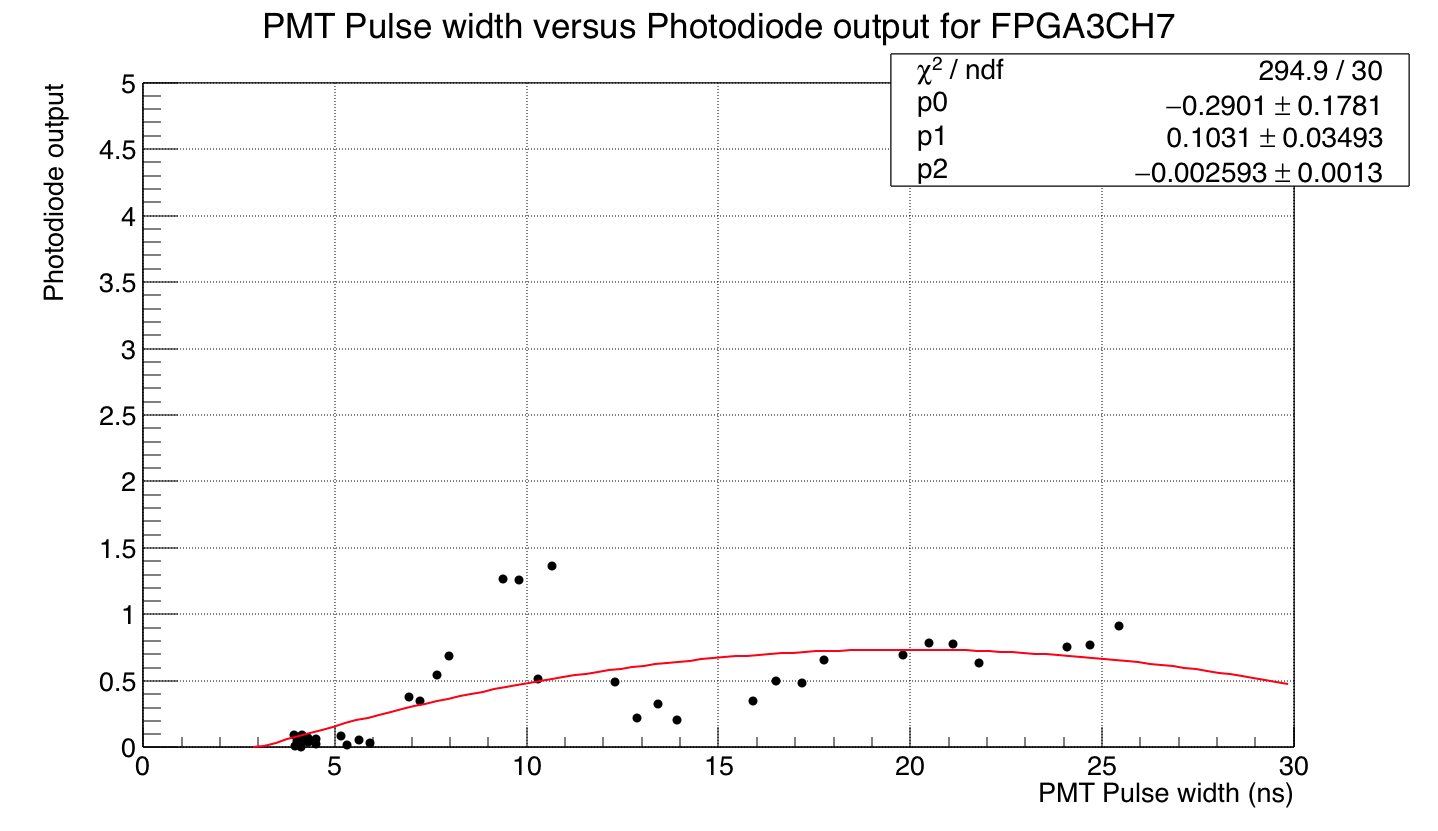 PMT Pulse width versus Photodiode output for FPGA3CH7
χ² / ndf 294.9 / 30
p0 −0.2901 ± 0.1781
p1 0.1031 ± 0.03493
p2 −0.002593 ± 0.0013
Photodiode output
5
4.5
4
3.5
3
2.5
2
1.5
1
0.5
0
0 5 10 15 20 25 30
PMT Pulse width (ns)